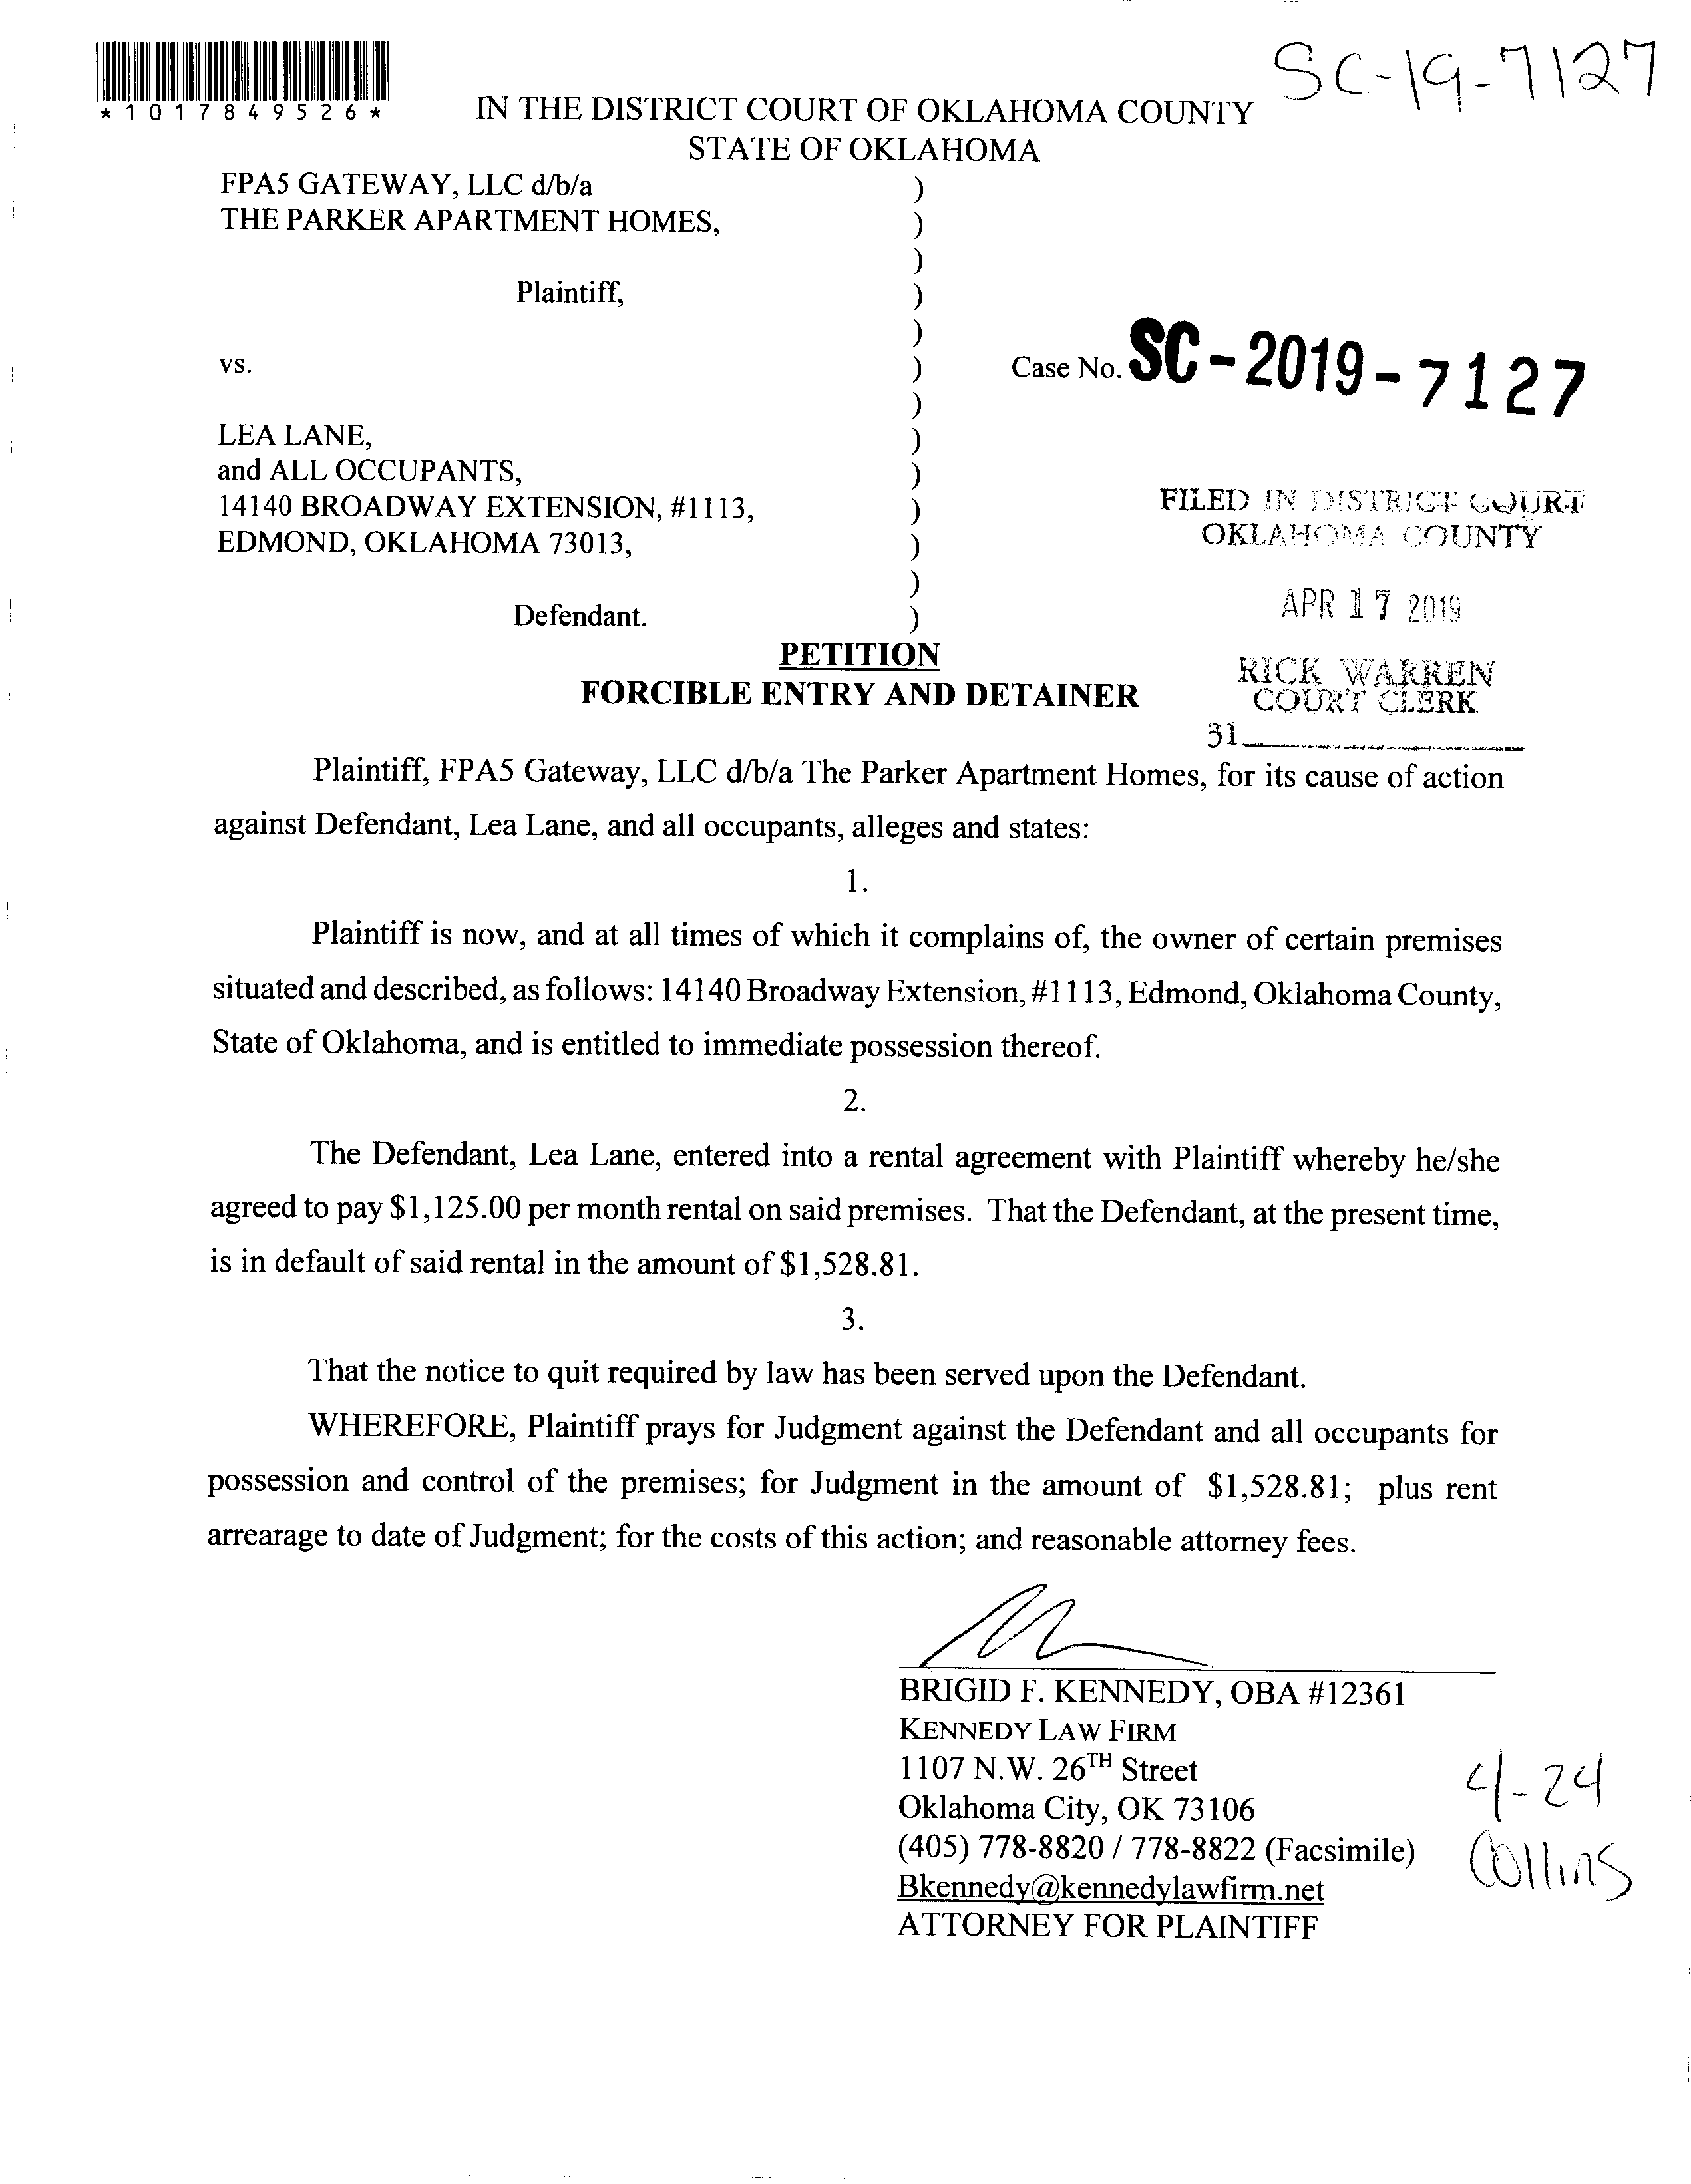 SC-19-7127
*1017849526*
IN THE DISTRICT COURT OF OKLAHOMA COUNTY
STATE OF OKLAHOMA
FPA5 GATEWAY, LLC d/b/a )
THE PARKER APARTMENT HOMES, )
)
Plaintiff, )
)
vs. ) Case No. SC-2019-7127
)
LEA LANE, )
and ALL OCCUPANTS, )
14140 BROADWAY EXTENSION, #1113, )
EDMOND, OKLAHOMA 73013, )
)
Defendant. )
FILED IN DISTRICT COURT
OKLAHOMA COUNTY
APR 17 2019
RICK WARREN
COURT CLERK
31
PETITION
FORCIBLE ENTRY AND DETAINER
Plaintiff, FPA5 Gateway, LLC d/b/a The Parker Apartment Homes, for its cause of action
against Defendant, Lea Lane, and all occupants, alleges and states:
1.
Plaintiff is now, and at all times of which it complains of, the owner of certain premises
situated and described, as follows: 14140 Broadway Extension, #1113, Edmond, Oklahoma County,
State of Oklahoma, and is entitled to immediate possession thereof.
2.
The Defendant, Lea Lane, entered into a rental agreement with Plaintiff whereby he/she
agreed to pay $1,125.00 per month rental on said premises. That the Defendant, at the present time,
is in default of said rental in the amount of $1,528.81.
3.
That the notice to quit required by law has been served upon the Defendant.
WHEREFORE, Plaintiff prays for Judgment against the Defendant and all occupants for
possession and control of the premises; for Judgment in the amount of $1,528.81; plus rent
arrearage to date of Judgment; for the costs of this action; and reasonable attorney fees.
BRIGID F. KENNEDY, OBA #12361
KENNEDY LAW FIRM
1107 N.W. 26TH Street
Oklahoma City, OK 73106
(405) 778-8820 / 778-8822 (Facsimile)
Bkennedy@kennedylawfirm.net
ATTORNEY FOR PLAINTIFF
4-24
Collins